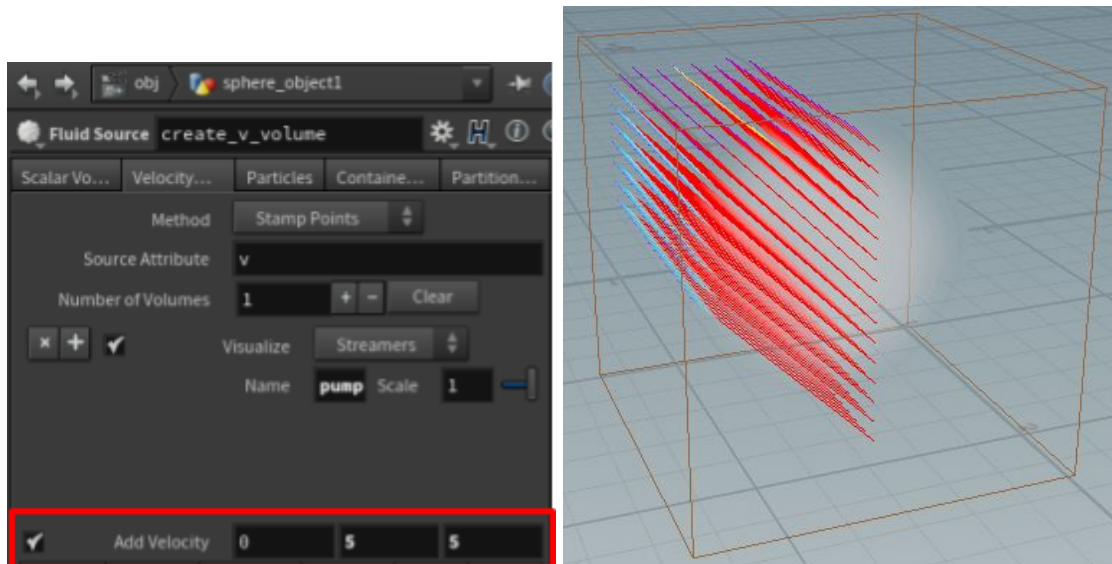 obj sphere_object1
Fluid Source create_v_volume
Scalar Vo... Velocity... Particles Containe... Partition...
Method Stamp Points
Source Attribute v
Number of Volumes 1 + - Clear
× + Visualize Streamers
Name pump Scale 1
Add Velocity 0 5 5